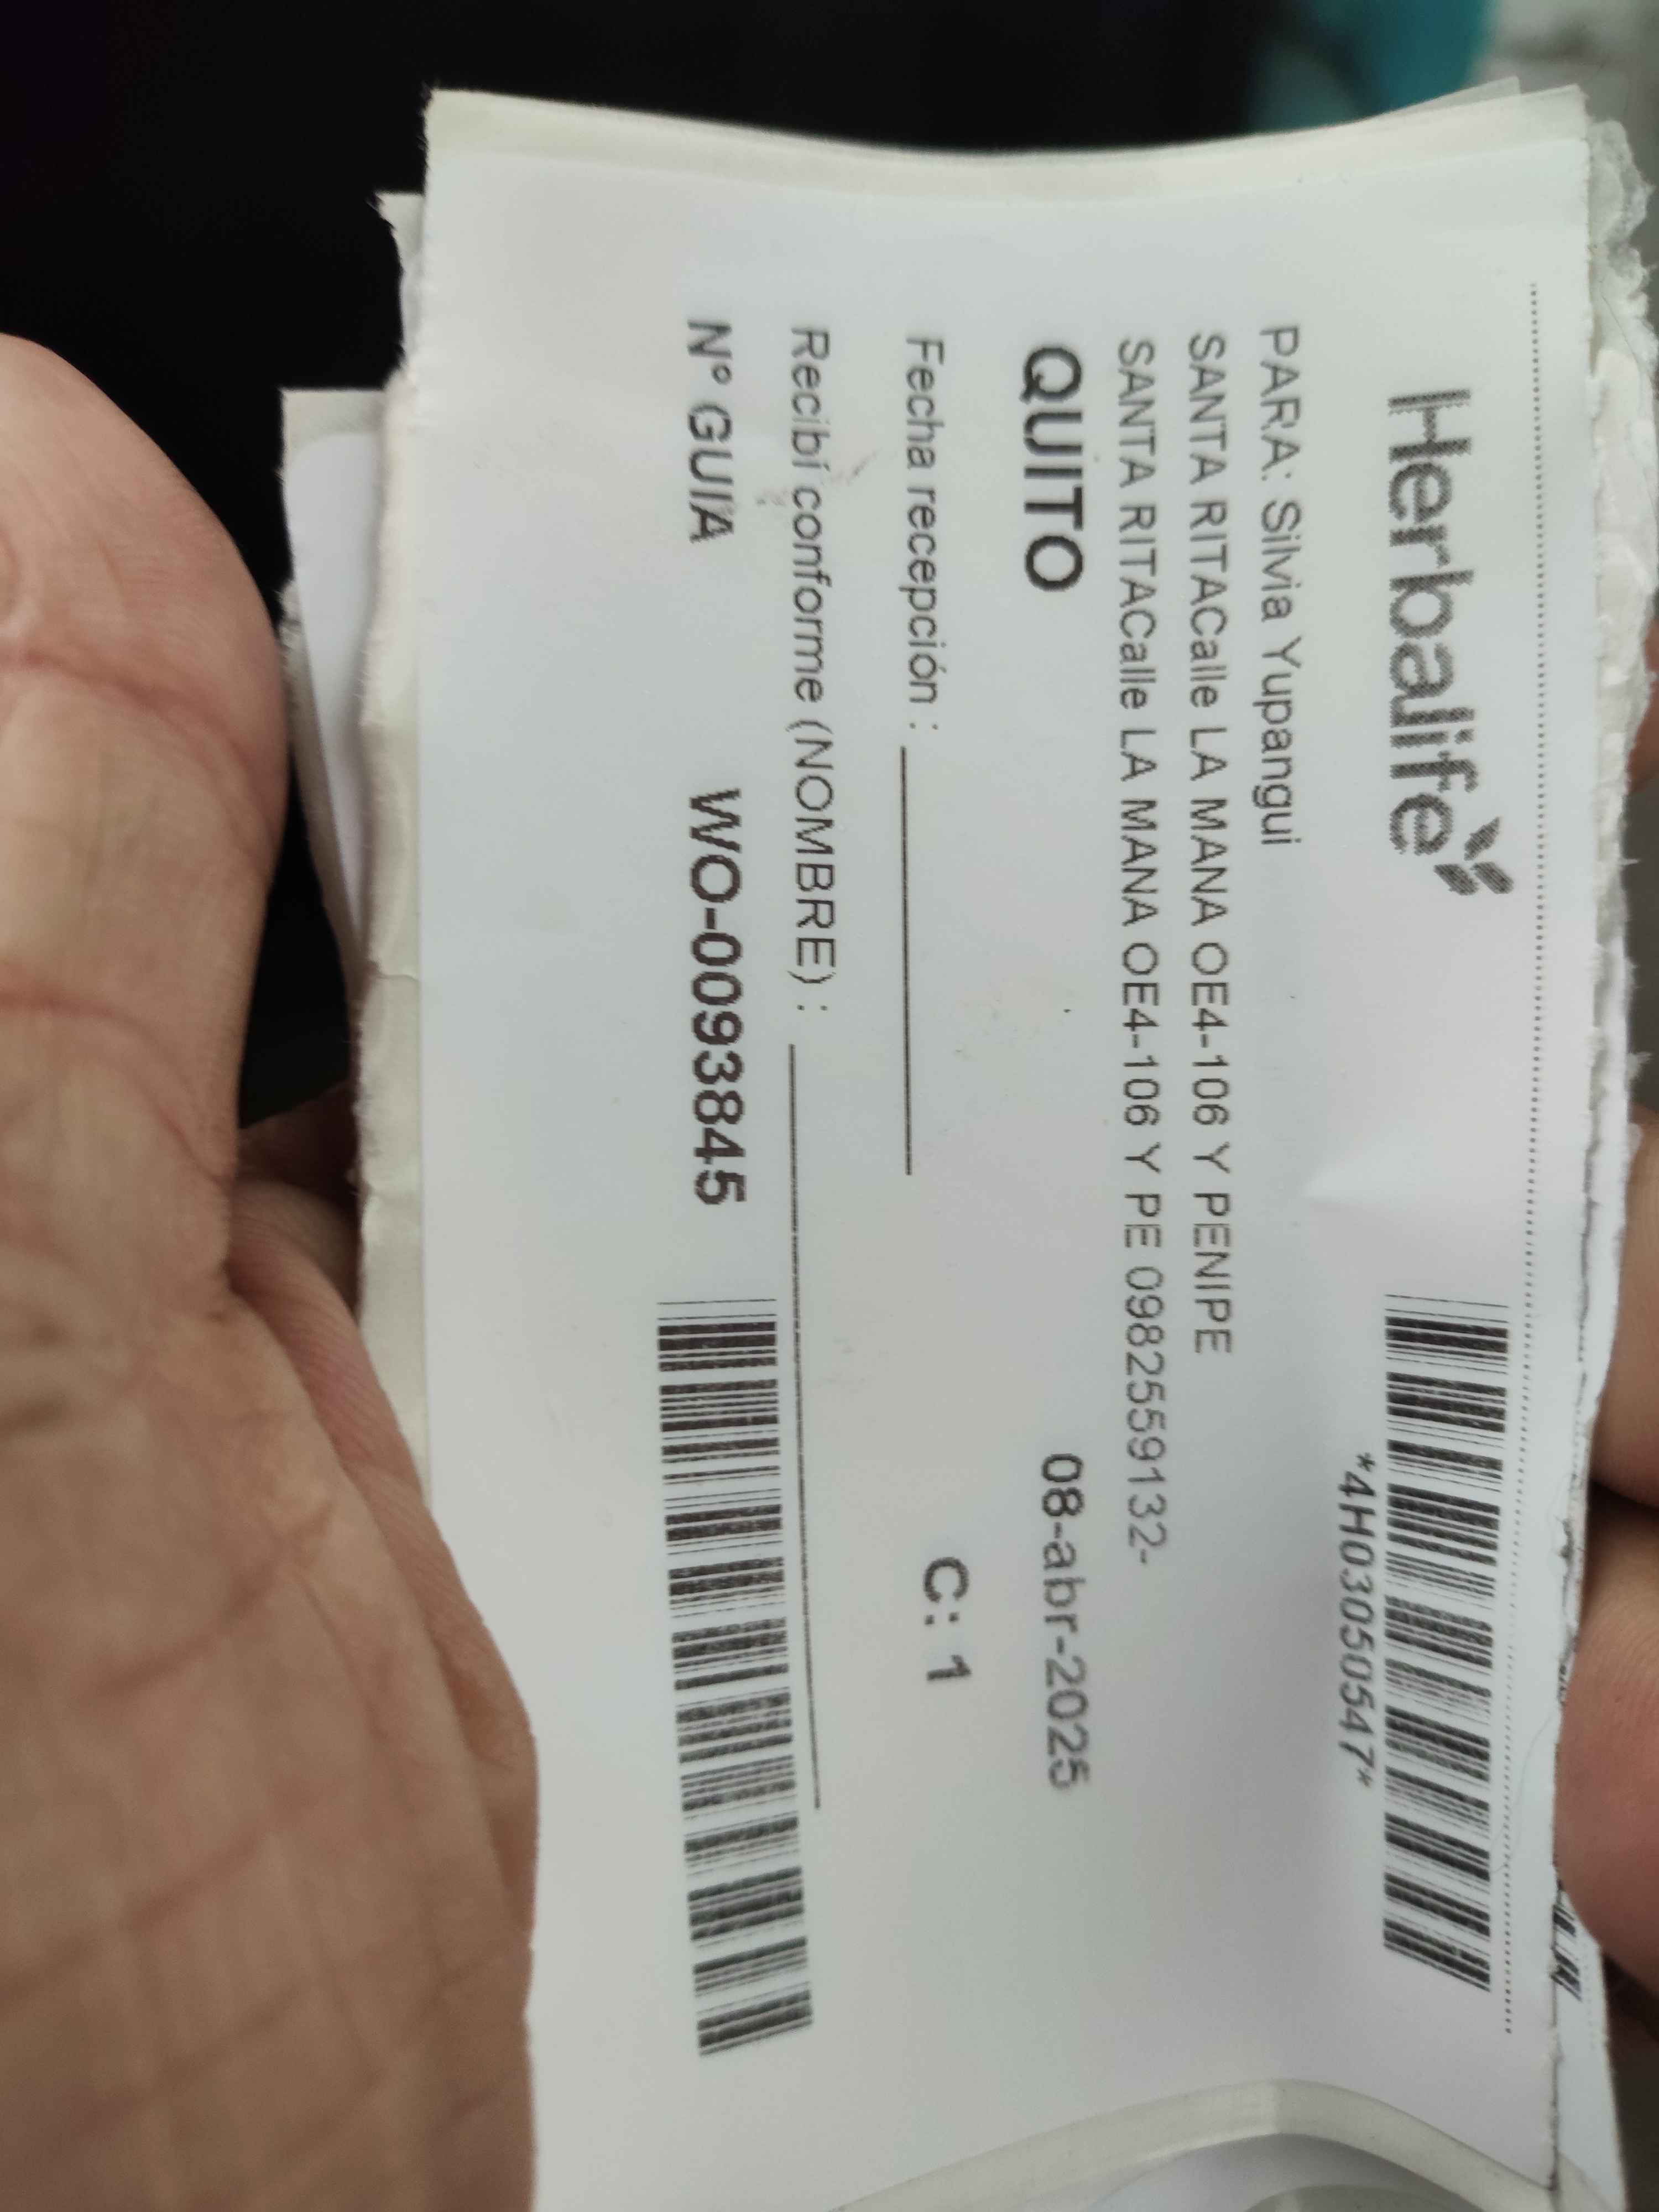 Herbalife
*4H03050547*
PARA: Silvia Yupangui
SANTA RITACalle LA MANA OE4-106 Y PENIPE
SANTA RITACalle LA MANA OE4-106 Y PE 0982559132-
QUITO 08-abr-2025
Fecha recepción : C: 1
Recibí conforme (NOMBRE) :
Nº GUIA WO-0093845